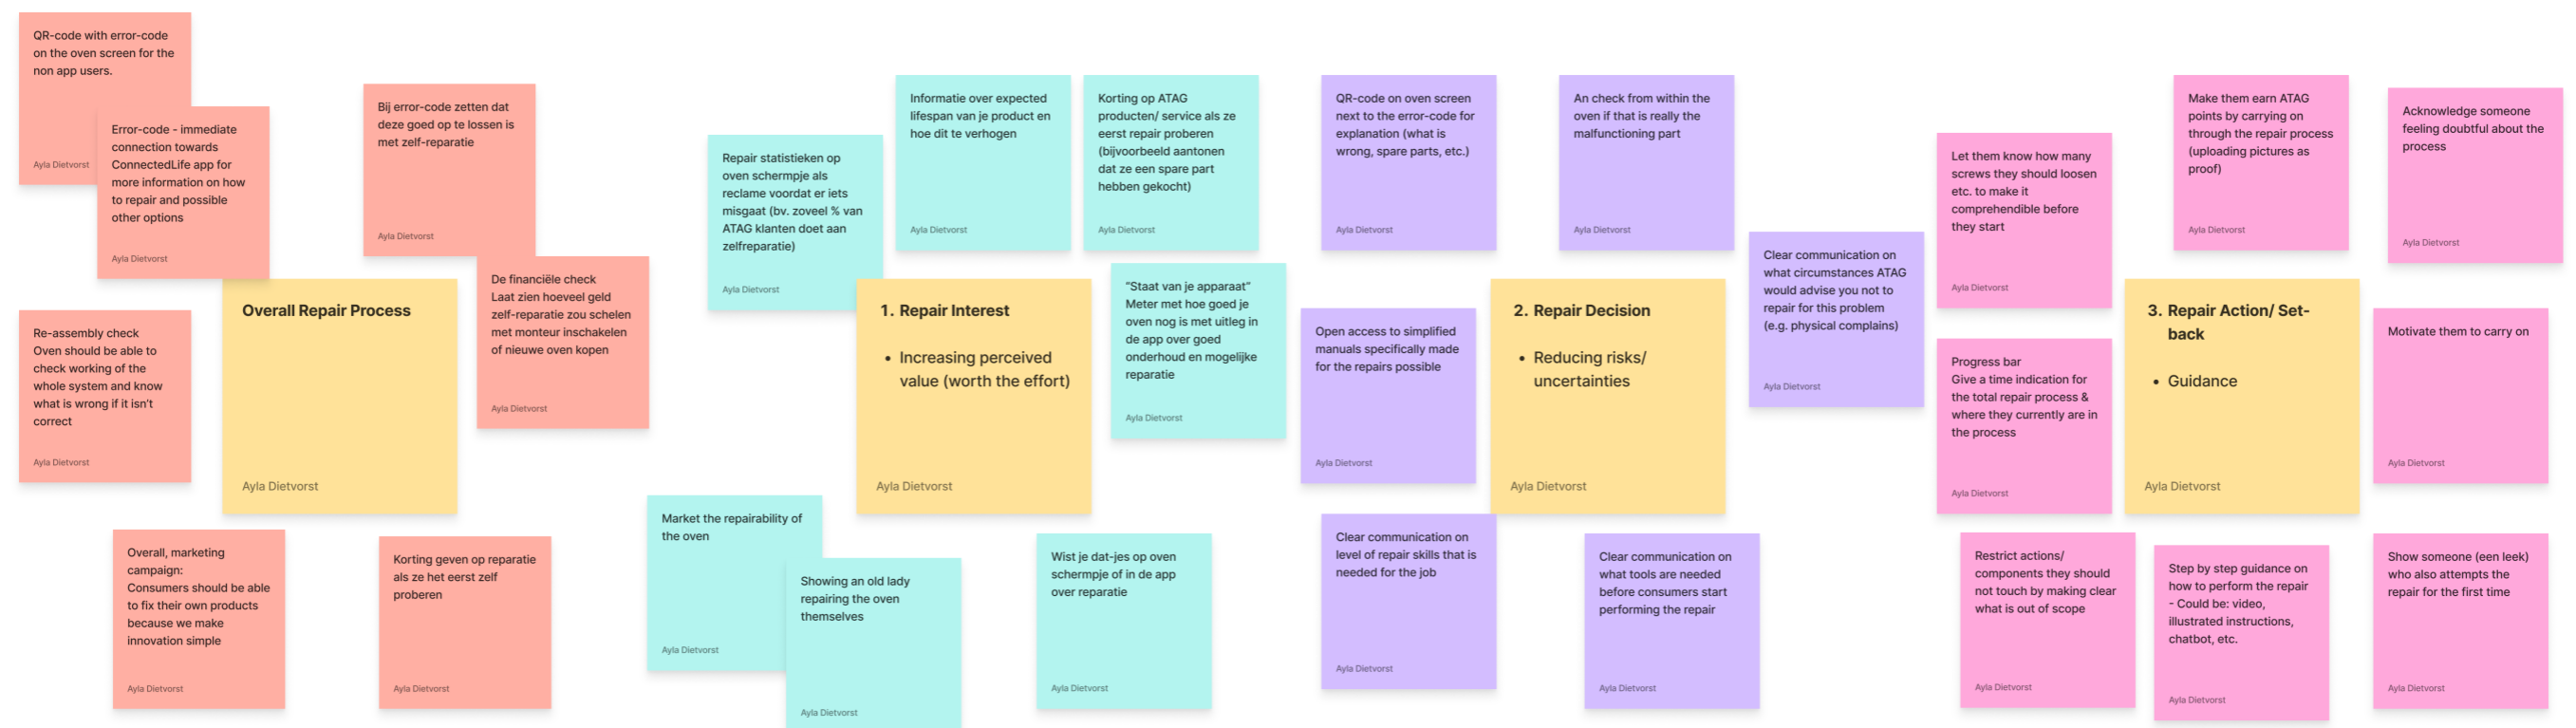 QR-code with error-code
on the oven screen for the
non app users.
Ayla Dietvorst
Error-code - immediate
connection towards
ConnectedLife app for
more information on how
to repair and possible
other options
Ayla Dietvorst
Bij error-code zetten dat
deze goed op te lossen is
met zelf-reparatie
Ayla Dietvorst
De financiële check
Laat zien hoeveel geld
zelf-reparatie zou schelen
met monteur inschakelen
of nieuwe oven kopen
Ayla Dietvorst
Overall Repair Process
Ayla Dietvorst
Re-assembly check
Oven should be able to
check working of the
whole system and know
what is wrong if it isn't
correct
Ayla Dietvorst
Overall, marketing
campaign:
Consumers should be able
to fix their own products
because we make
innovation simple
Ayla Dietvorst
Korting geven op reparatie
als ze het eerst zelf
proberen
Ayla Dietvorst
Repair statistieken op
oven schermpje als
reclame voordat er iets
misgaat (bv. zoveel % van
ATAG klanten doet aan
zelfreparatie)
Ayla Dietvorst
Informatie over expected
lifespan van je product en
hoe dit te verhogen
Ayla Dietvorst
Korting op ATAG
producten/ service als ze
eerst repair proberen
(bijvoorbeeld aantonen
dat ze een spare part
hebben gekocht)
Ayla Dietvorst
1. Repair Interest
• Increasing perceived
value (worth the effort)
Ayla Dietvorst
"Staat van je apparaat"
Meter met hoe goed je
oven nog is met uitleg in
de app over goed
onderhoud en mogelijke
reparatie
Ayla Dietvorst
Market the repairability of
the oven
Ayla Dietvorst
Showing an old lady
repairing the oven
themselves
Ayla Dietvorst
Wist je dat-jes op oven
schermpje of in de app
over reparatie
Ayla Dietvorst
QR-code on oven screen
next to the error-code for
explanation (what is
wrong, spare parts, etc.)
Ayla Dietvorst
An check from within the
oven if that is really the
malfunctioning part
Ayla Dietvorst
Clear communication on
what circumstances ATAG
would advise you not to
repair for this problem
(e.g. physical complains)
Ayla Dietvorst
Open access to simplified
manuals specifically made
for the repairs possible
Ayla Dietvorst
2. Repair Decision
• Reducing risks/
uncertainties
Ayla Dietvorst
Clear communication on
level of repair skills that is
needed for the job
Ayla Dietvorst
Clear communication on
what tools are needed
before consumers start
performing the repair
Ayla Dietvorst
Let them know how many
screws they should loosen
etc. to make it
comprehendible before
they start
Ayla Dietvorst
Make them earn ATAG
points by carrying on
through the repair process
(uploading pictures as
proof)
Ayla Dietvorst
Acknowledge someone
feeling doubtful about the
process
Ayla Dietvorst
Progress bar
Give a time indication for
the total repair process &
where they currently are in
the process
Ayla Dietvorst
3. Repair Action/ Set-
back
• Guidance
Ayla Dietvorst
Motivate them to carry on
Ayla Dietvorst
Restrict actions/
components they should
not touch by making clear
what is out of scope
Ayla Dietvorst
Step by step guidance on
how to perform the repair
- Could be: video,
illustrated instructions,
chatbot, etc.
Ayla Dietvorst
Show someone (een leek)
who also attempts the
repair for the first time
Ayla Dietvorst